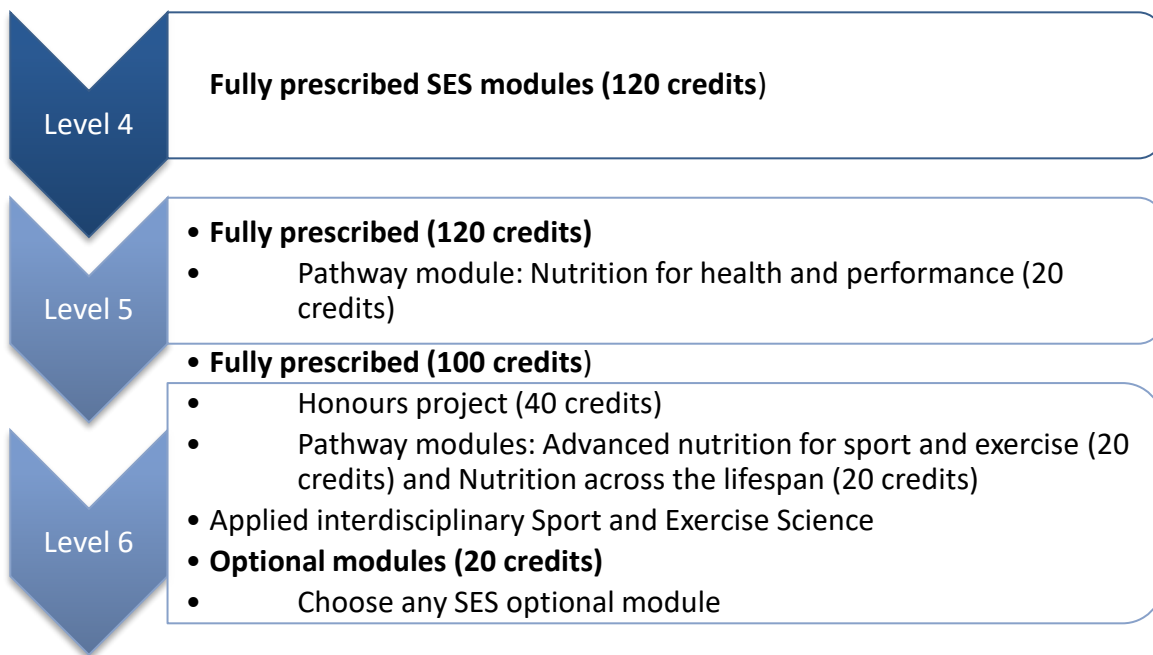 Level 4
Fully prescribed SES modules (120 credits)
Level 5
• Fully prescribed (120 credits)
• Pathway module: Nutrition for health and performance (20
credits)
Level 6
• Fully prescribed (100 credits)
• Honours project (40 credits)
• Pathway modules: Advanced nutrition for sport and exercise (20
credits) and Nutrition across the lifespan (20 credits)
• Applied interdisciplinary Sport and Exercise Science
• Optional modules (20 credits)
• Choose any SES optional module